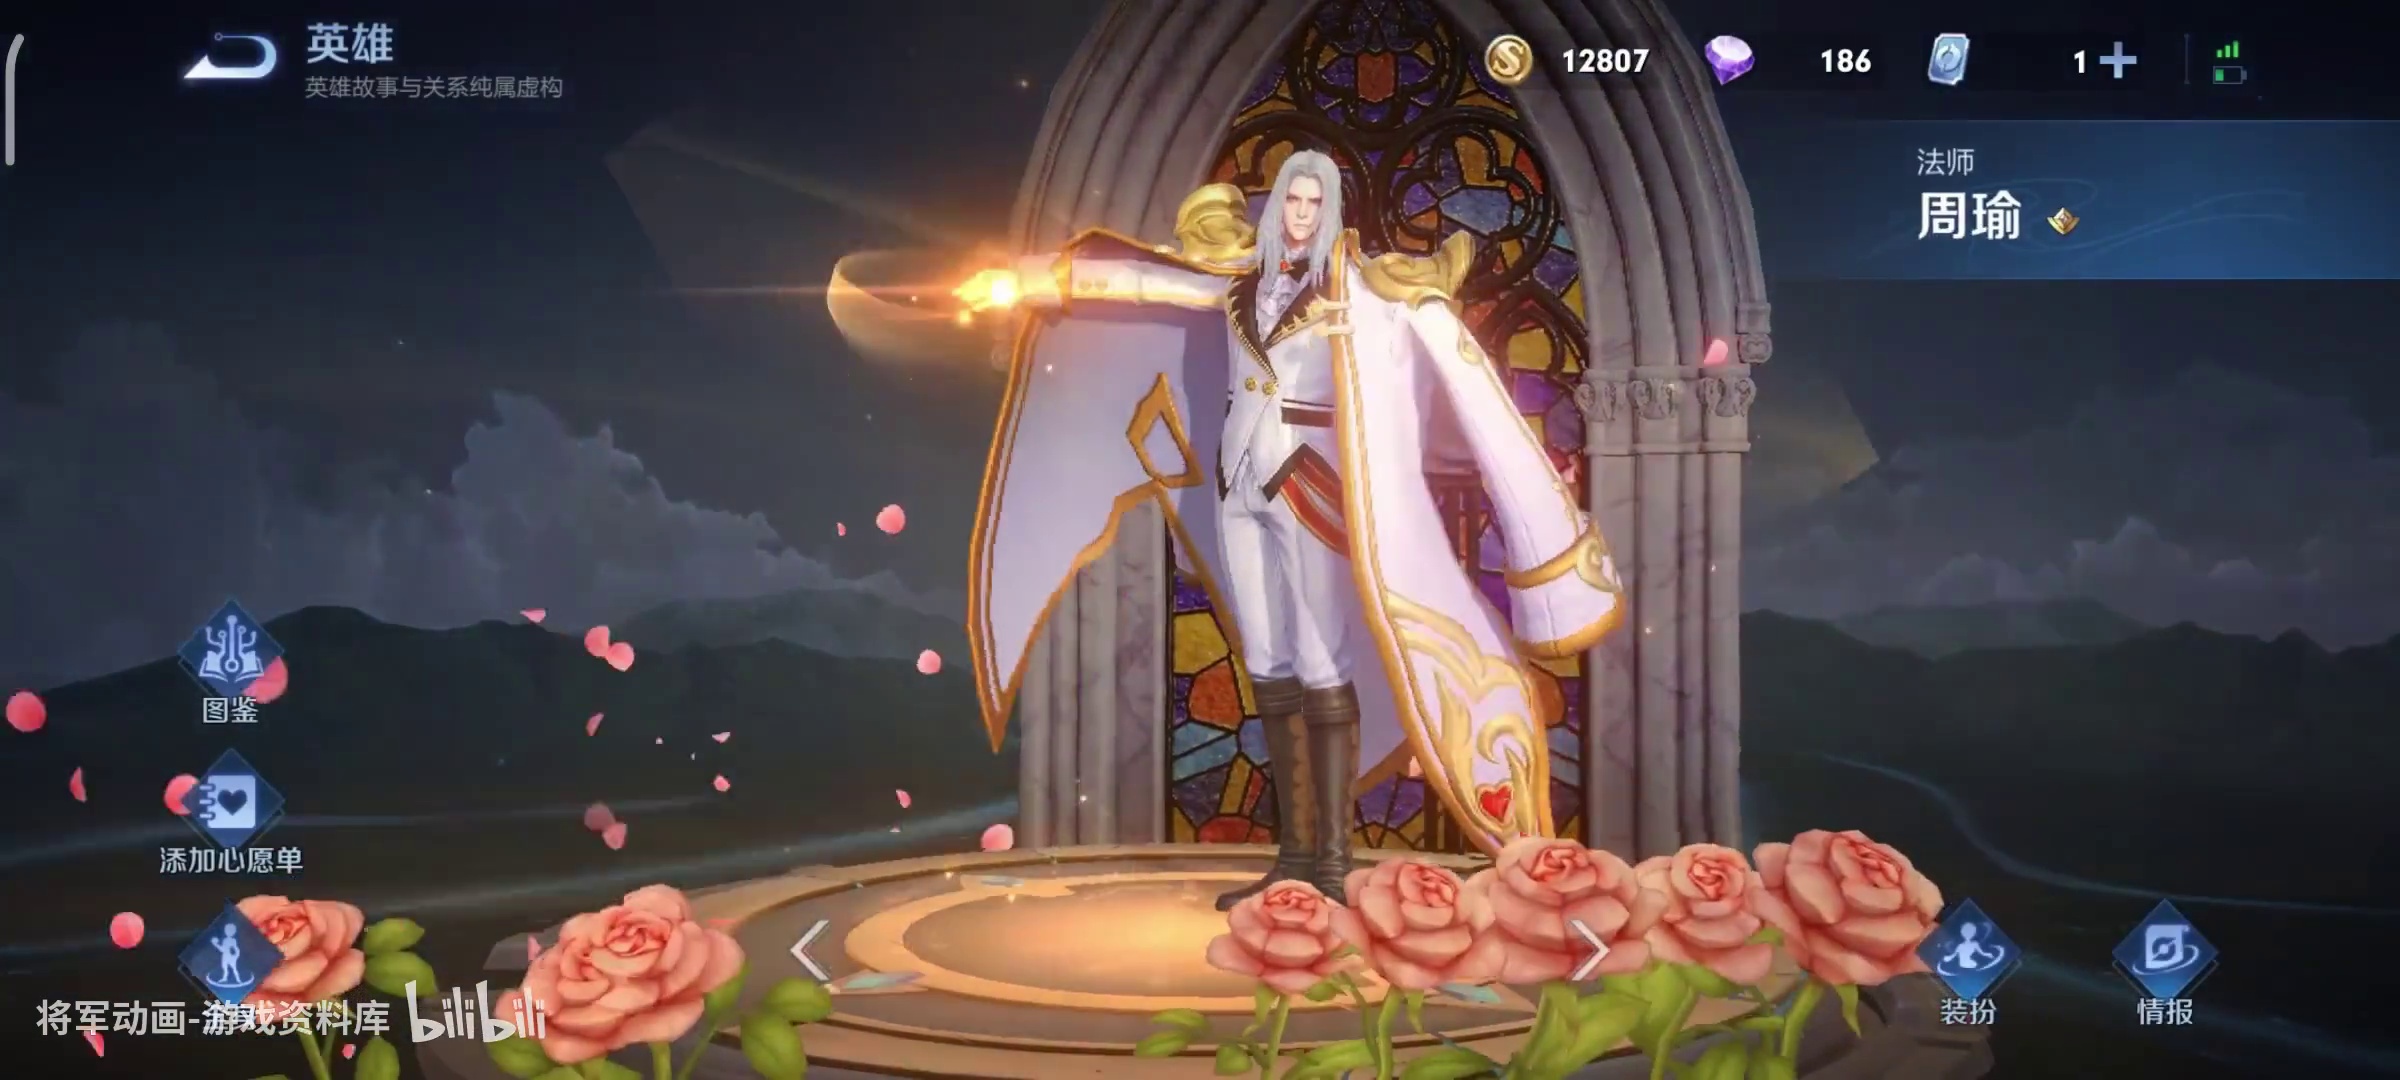 英雄
英雄故事与关系纯属虚构
12807
186
1
法师
周瑜
图鉴
添加心愿单
装扮
情报
将军动画-游戏资料库
bilibili